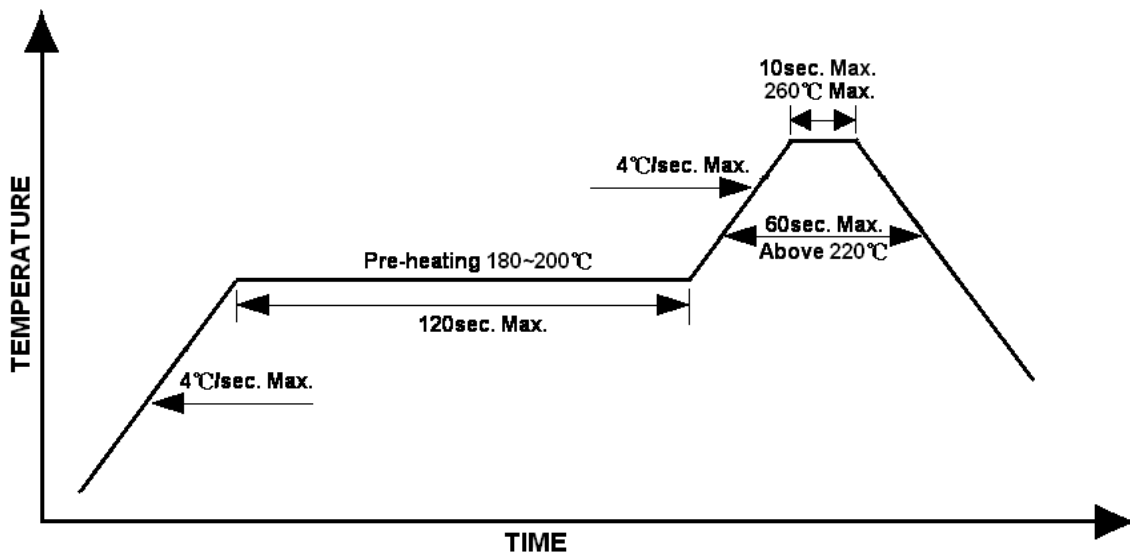 10sec. Max.
260℃ Max.
4℃/sec. Max.
60sec. Max.
Above 220℃
Pre-heating 180~200℃
120sec. Max.
4℃/sec. Max.
TEMPERATURE
TIME